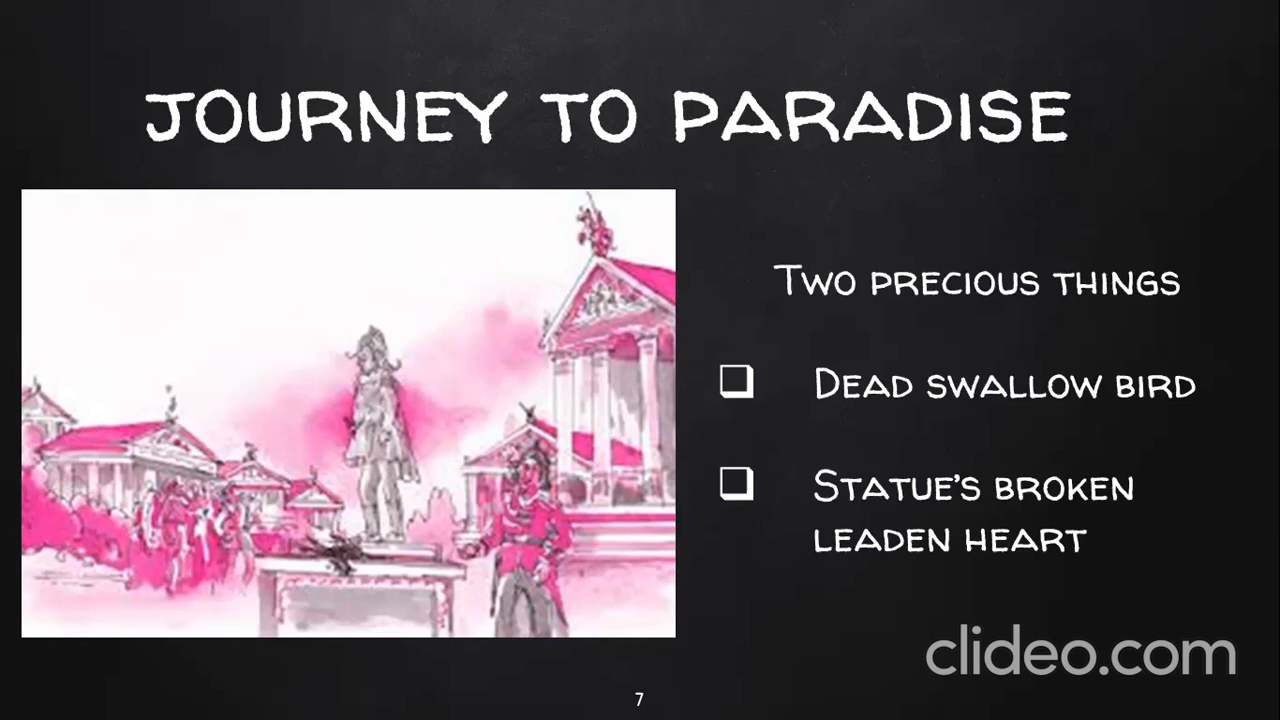 JOURNEY TO PARADISE
TWO PRECIOUS THINGS
DEAD SWALLOW BIRD
STATUE'S BROKEN
LEADEN HEART
clideo.com
7